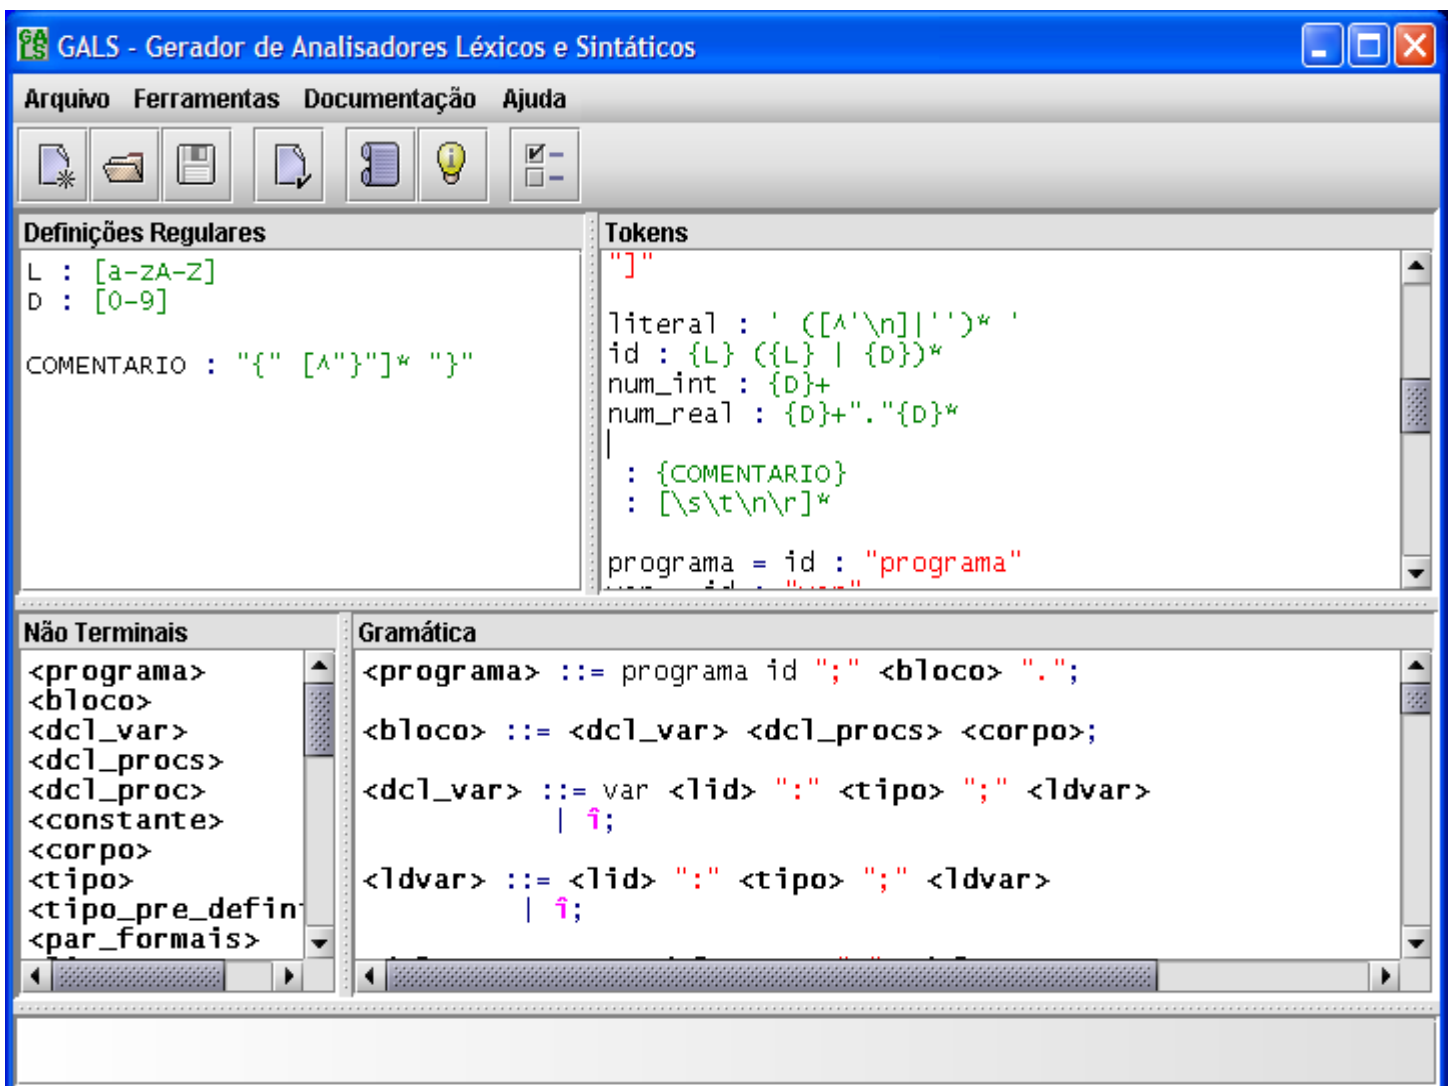 GALS - Gerador de Analisadores Léxicos e Sintáticos
Arquivo Ferramentas Documentação Ajuda
Definições Regulares
L : [a-zA-Z]
D : [0-9]
COMENTARIO : "{" [^"}"]* "}"
Tokens
"]"
literal : ' ([^'\n]|'')* '
id : {L} ({L} | {D})*
num_int : {D}+
num_real : {D}+"."{D}*
: {COMENTARIO}
: [\s\t\n\r]*
programa = id : "programa"
Não Terminais
<programa>
<bloco>
<dcl_var>
<dcl_procs>
<dcl_proc>
<constante>
<corpo>
<tipo>
<tipo_pre_defin
<par_formais>
Gramática
<programa> ::= programa id ";" <bloco> ".";
<bloco> ::= <dcl_var> <dcl_procs> <corpo>;
<dcl_var> ::= var <lid> ":" <tipo> ";" <ldvar>
| î;
<ldvar> ::= <lid> ":" <tipo> ";" <ldvar>
| î;